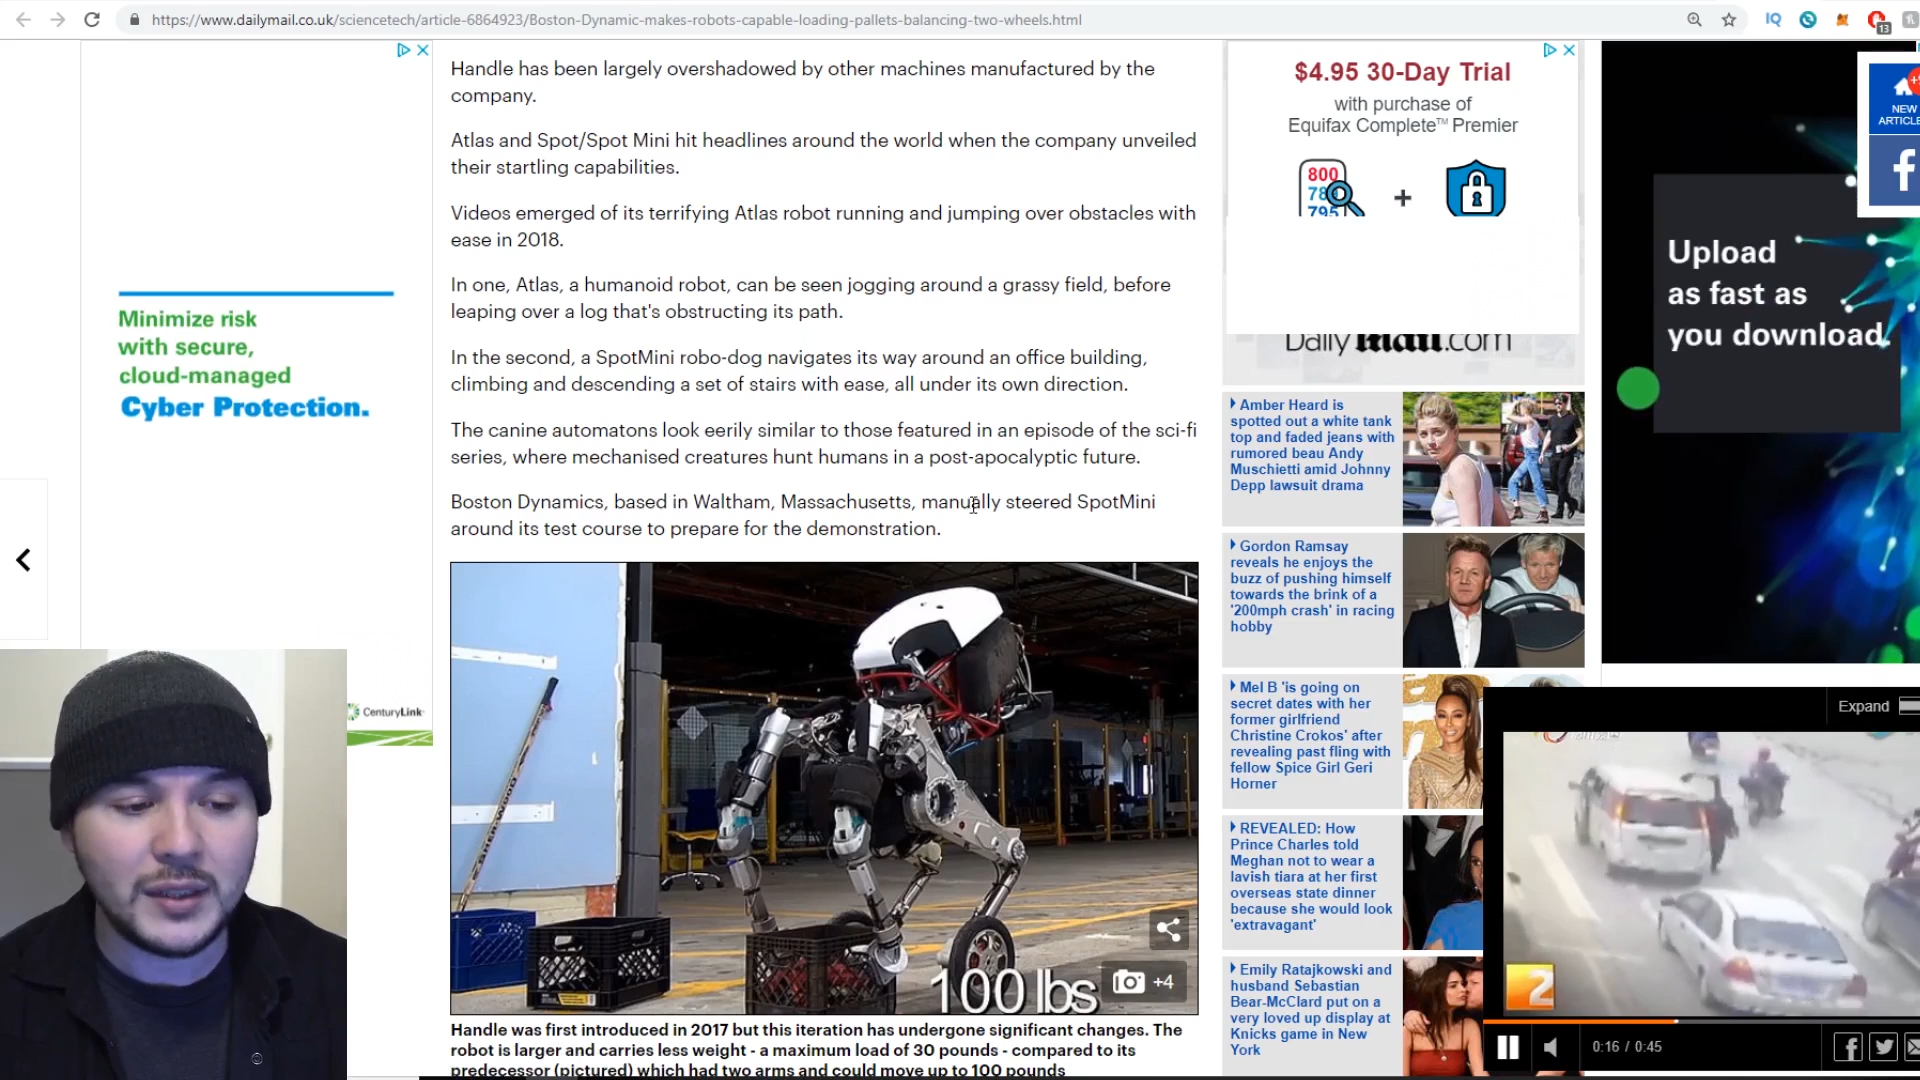 https://www.dailymail.co.uk/sciencetech/article-6864923/Boston-Dynamic-makes-robots-capable-loading-pallets-balancing-two-wheels.html
IQ
13
Handle has been largely overshadowed by other machines manufactured by the
company.
Atlas and Spot/Spot Mini hit headlines around the world when the company unveiled
their startling capabilities.
Videos emerged of its terrifying Atlas robot running and jumping over obstacles with
ease in 2018.
In one, Atlas, a humanoid robot, can be seen jogging around a grassy field, before
leaping over a log that's obstructing its path.
In the second, a SpotMini robo-dog navigates its way around an office building,
climbing and descending a set of stairs with ease, all under its own direction.
The canine automatons look eerily similar to those featured in an episode of the sci-fi
series, where mechanised creatures hunt humans in a post-apocalyptic future.
Boston Dynamics, based in Waltham, Massachusetts, manually steered SpotMini
around its test course to prepare for the demonstration.
100 lbs
+4
Handle was first introduced in 2017 but this iteration has undergone significant changes. The
robot is larger and carries less weight - a maximum load of 30 pounds - compared to its
predecessor (pictured) which had two arms and could move up to 100 pounds
Minimize risk
with secure,
cloud-managed
Cyber Protection.
CenturyLink
$4.95 30-Day Trial
with purchase of
Equifax Complete™ Premier
800
789
795
+
Daily Mail.com
Amber Heard is
spotted out a white tank
top and faded jeans with
rumored beau Andy
Muschietti amid Johnny
Depp lawsuit drama
Gordon Ramsay
reveals he enjoys the
buzz of pushing himself
towards the brink of a
'200mph crash' in racing
hobby
Mel B 'is going on
secret dates with her
former girlfriend
Christine Crokos' after
revealing past fling with
fellow Spice Girl Geri
Horner
REVEALED: How
Prince Charles told
Meghan not to wear a
lavish tiara at her first
overseas state dinner
because she would look
'extravagant'
Emily Ratajkowski and
husband Sebastian
Bear-McClard put on a
very loved up display at
Knicks game in New
York
Upload
as fast as
you download.
NEW
ARTICLE
Expand
2
0:16 / 0:45